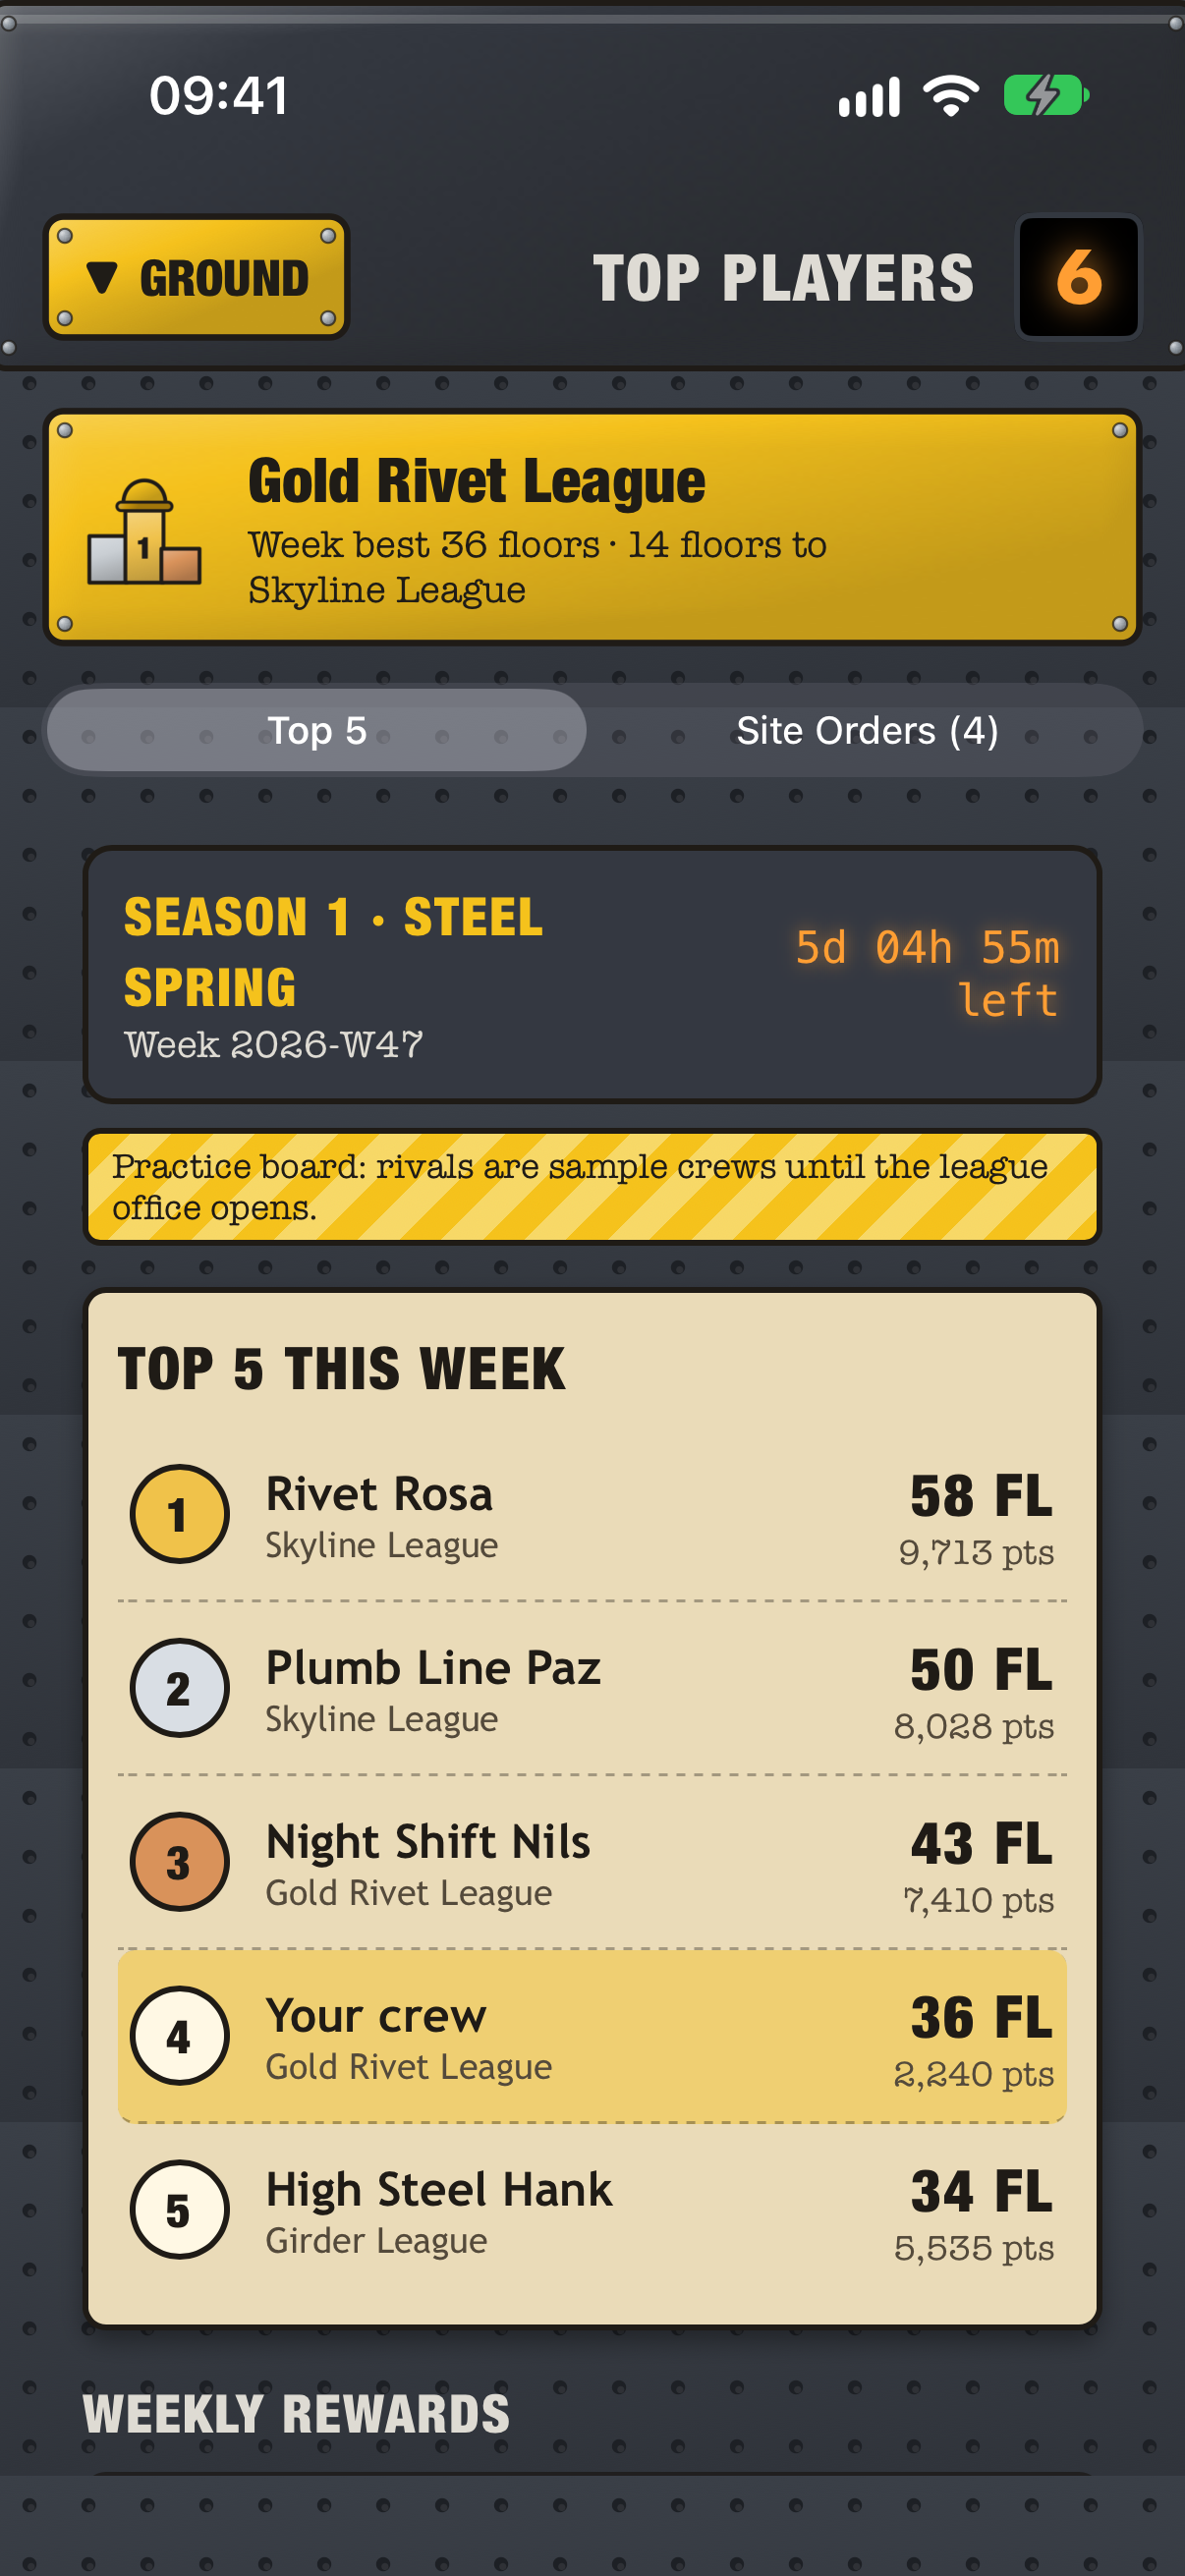 09:41
▼ GROUND
TOP PLAYERS
6
1
Gold Rivet League
Week best 36 floors · 14 floors to
Skyline League
Top 5
Site Orders (4)
SEASON 1 · STEEL
SPRING
Week 2026-W47
5d 04h 55m
left
Practice board: rivals are sample crews until the league
office opens.
TOP 5 THIS WEEK
1
Rivet Rosa
Skyline League
58 FL
9,713 pts
2
Plumb Line Paz
Skyline League
50 FL
8,028 pts
3
Night Shift Nils
Gold Rivet League
43 FL
7,410 pts
4
Your crew
Gold Rivet League
36 FL
2,240 pts
5
High Steel Hank
Girder League
34 FL
5,535 pts
WEEKLY REWARDS